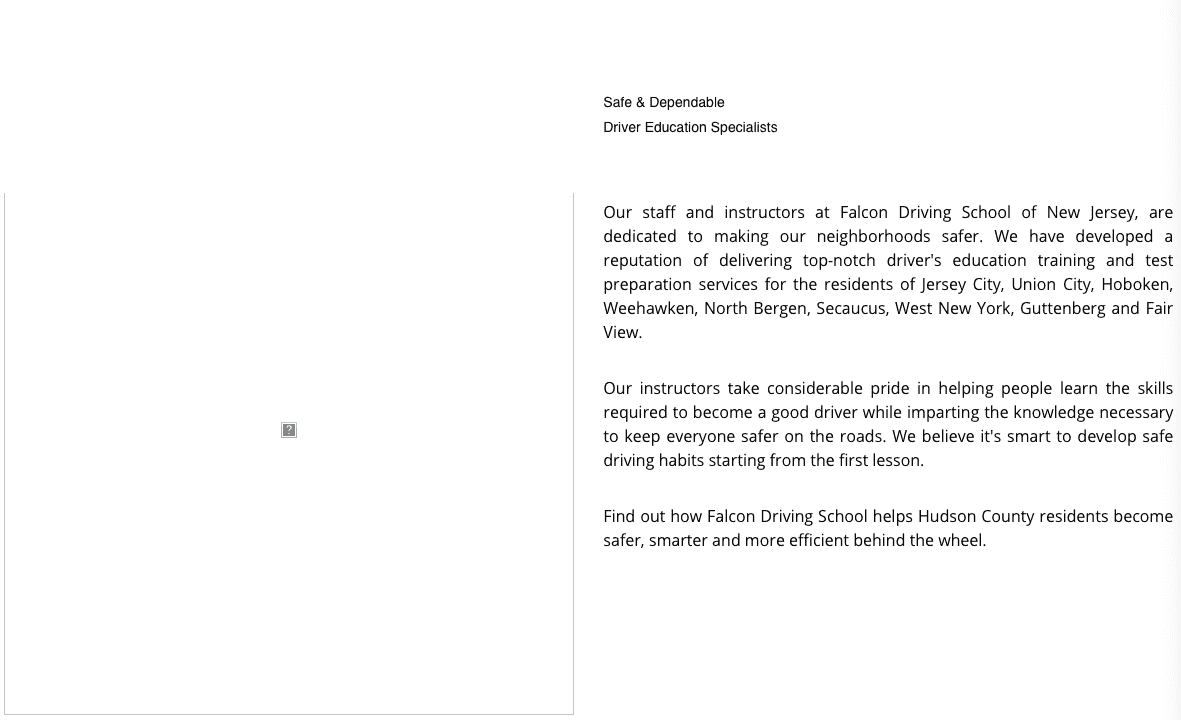 Safe & Dependable
Driver Education Specialists
Our staff and instructors at Falcon Driving School of New Jersey, are
dedicated to making our neighborhoods safer. We have developed a
reputation of delivering top-notch driver's education training and test
preparation services for the residents of Jersey City, Union City, Hoboken,
Weehawken, North Bergen, Secaucus, West New York, Guttenberg and Fair
View.
Our instructors take considerable pride in helping people learn the skills
required to become a good driver while imparting the knowledge necessary
to keep everyone safer on the roads. We believe it's smart to develop safe
driving habits starting from the first lesson.
Find out how Falcon Driving School helps Hudson County residents become
safer, smarter and more efficient behind the wheel.